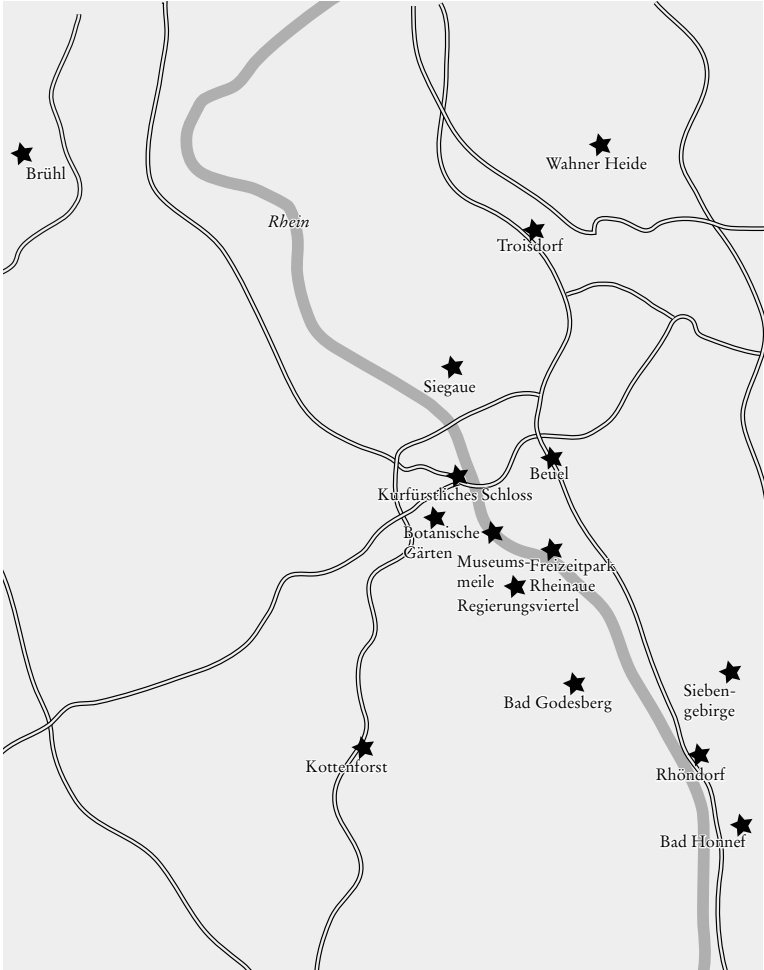 Wahner Heide
Brühl
Rhein
Troisdorf
Siegaue
Beuel
Kurfürstliches Schloss
Botanische
Gärten
Museums-
meile
Freizeitpark
Rheinaue
Regierungsviertel
Sieben-
gebirge
Bad Godesberg
Kottenforst
Rhöndorf
Bad Honnef